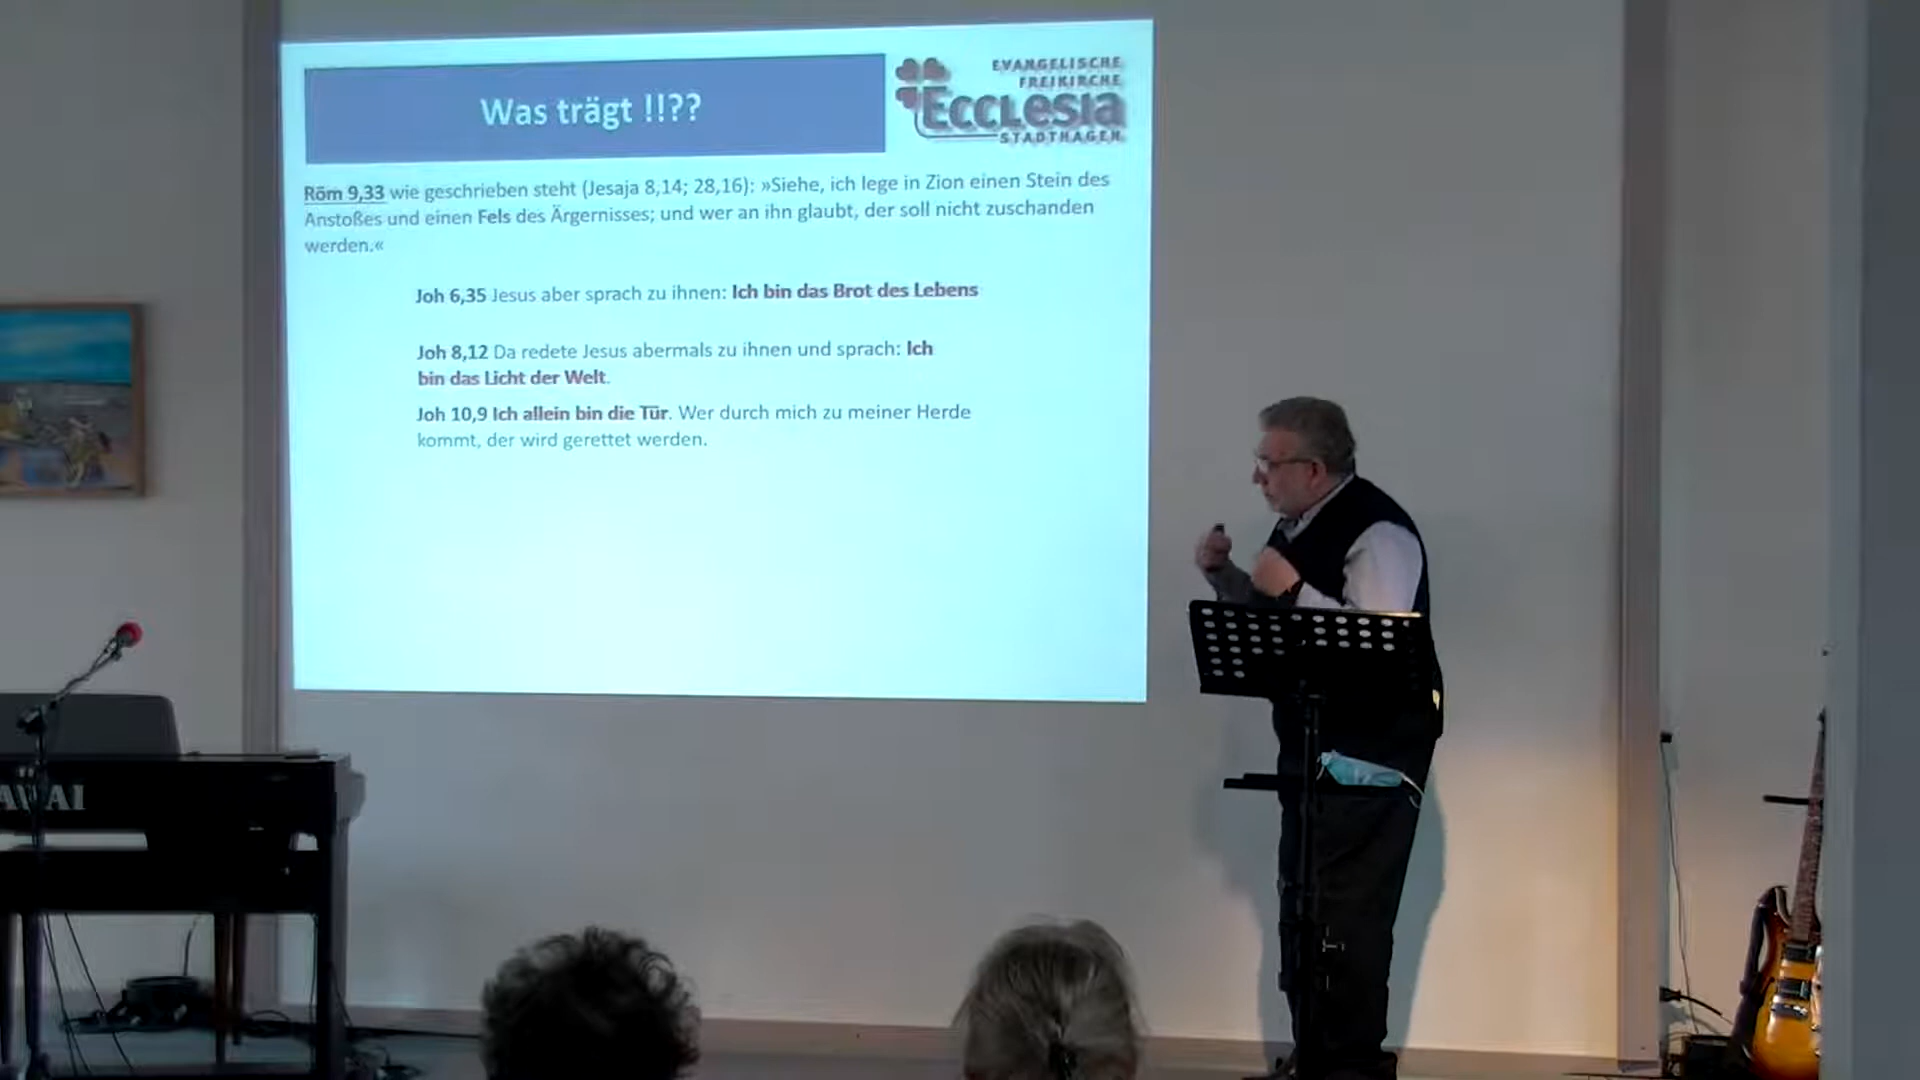 Was trägt !!??
EVANGELISCHE
FREIKIRCHE
Ecclesia
STADTHAGEN
Röm 9,33 wie geschrieben steht (Jesaja 8,14; 28,16): »Siehe, ich lege in Zion einen Stein des
Anstoßes und einen Fels des Ärgernisses; und wer an ihn glaubt, der soll nicht zuschanden
werden.«
Joh 6,35 Jesus aber sprach zu ihnen: Ich bin das Brot des Lebens
Joh 8,12 Da redete Jesus abermals zu ihnen und sprach: Ich
bin das Licht der Welt.
Joh 10,9 Ich allein bin die Tür. Wer durch mich zu meiner Herde
kommt, der wird gerettet werden.
AWAI